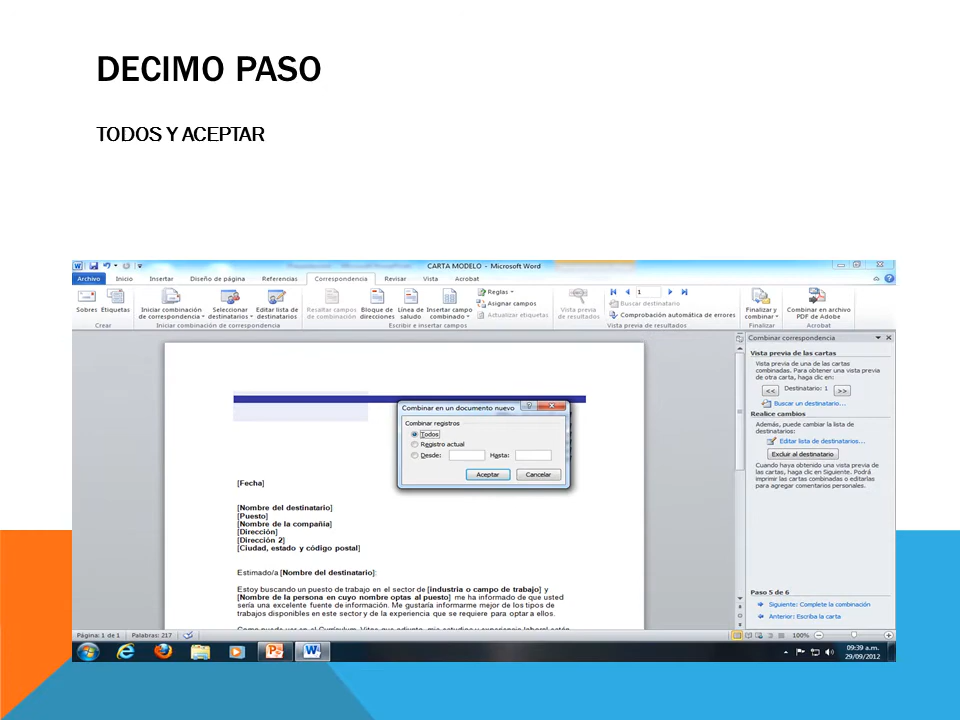 DECIMO PASO
TODOS Y ACEPTAR
CARTA MODELO - Microsoft Word
Archivo Inicio Insertar Diseño de página Referencias Correspondencia Revisar Vista Acrobat
Sobres Etiquetas
Crear
Iniciar combinación de correspondencia
Seleccionar destinatarios
Editar lista de destinatarios
Iniciar combinación de correspondencia
Resaltar campos de combinación
Bloque de direcciones
Línea de saludo
Insertar campo combinado
Reglas
Asignar campos
Actualizar etiquetas
Escribir e insertar campos
Vista previa de resultados
1
Buscar destinatario
Comprobación automática de errores
Vista previa de resultados
Finalizar y combinar
Finalizar
Combinar en archivo PDF de Adobe
Acrobat
Combinar en un documento nuevo
Combinar registros
Todos
Registro actual
Desde: Hasta:
Aceptar Cancelar
[Fecha]
[Nombre del destinatario]
[Puesto]
[Nombre de la compañía]
[Dirección]
[Dirección 2]
[Ciudad, estado y código postal]
Estimado/a [Nombre del destinatario]:
Estoy buscando un puesto de trabajo en el sector de [industria o campo de trabajo] y
[Nombre de la persona en cuyo nombre optas al puesto] me ha informado de que usted
sería una excelente fuente de información. Me gustaría informarme mejor de los tipos de
trabajos disponibles en este sector y de la experiencia que se requiere para optar a ellos.
Combinar correspondencia
Vista previa de las cartas
Vista previa de una de las cartas
combinadas. Para obtener una vista previa
de otra carta, haga clic en:
<< Destinatario: 1 >>
Buscar un destinatario...
Realice cambios
Además, puede cambiar la lista de
destinatarios:
Editar lista de destinatarios...
Excluir al destinatario
Cuando haya obtenido una vista previa de
las cartas, haga clic en Siguiente. Podrá
imprimir las cartas combinadas o editarlas
para agregar comentarios personales.
Paso 5 de 6
Siguiente: Complete la combinación
Anterior: Escriba la carta
Página: 1 de 1 Palabras: 217
100%
09:39 a.m.
29/09/2012